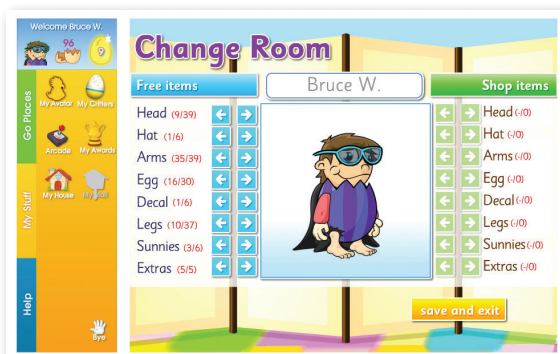 Welcome Bruce W.
96
9
Go Places
My Stuff
Help
My Avatar
My Critters
Arcade
My Awards
My House
My Mail
Bye
Change Room
Free items
Bruce W.
Shop items
Head (9/39)
Head (-/0)
Hat (1/6)
Hat (-/0)
Arms (35/39)
Arms (-/0)
Egg (16/30)
Egg (-/0)
Decal (1/6)
Decal (-/0)
Legs (10/37)
Legs (-/0)
Sunnies (3/6)
Sunnies (-/0)
Extras (5/5)
Extras (-/0)
save and exit